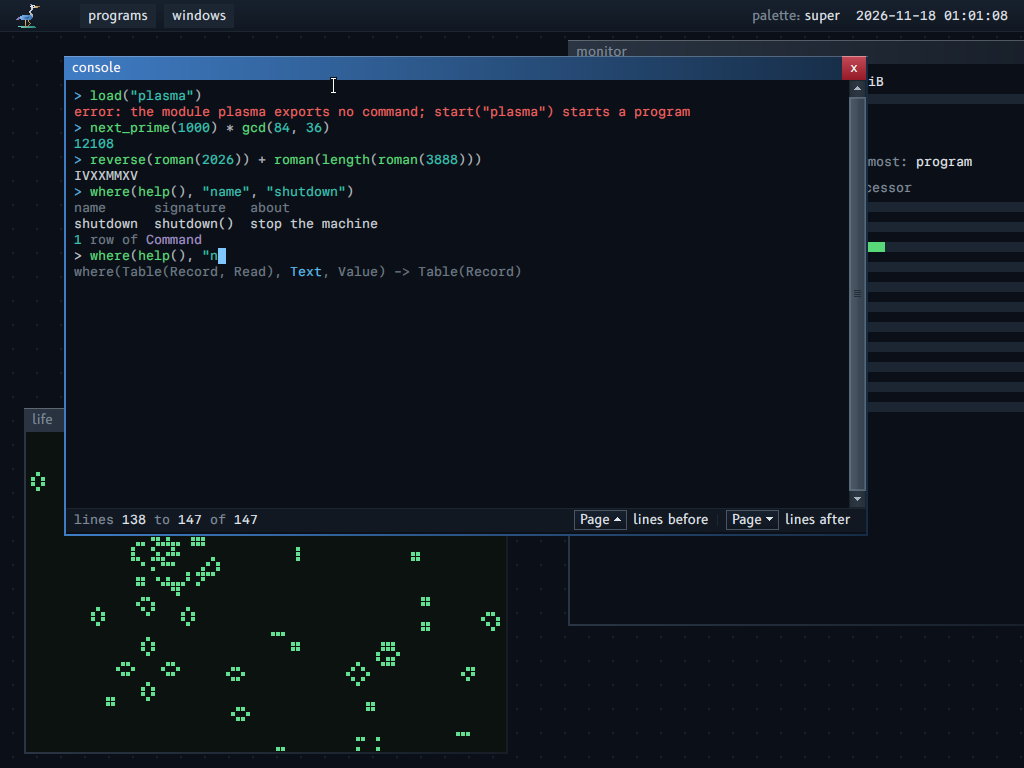 programs windows palette: super 2026-11-18 01:01:08
monitor
console x
iB
> load("plasma")
error: the module plasma exports no command; start("plasma") starts a program
> next_prime(1000) * gcd(84, 36)
12108
> reverse(roman(2026)) + roman(length(roman(3888)))
most: program
IVXXMMXV
cessor
> where(help(), "name", "shutdown")
name signature about
shutdown shutdown() stop the machine
1 row of Command
> where(help(), "n
where(Table(Record, Read), Text, Value) -> Table(Record)
life
lines 138 to 147 of 147 Page lines before Page lines after